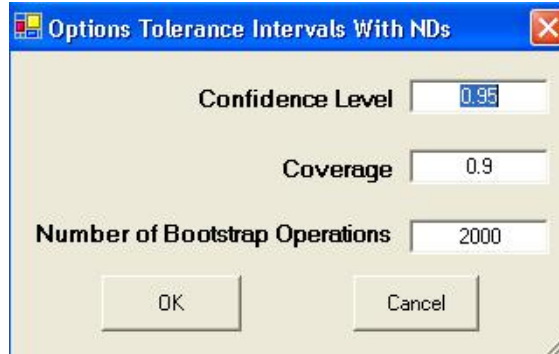 Options Tolerance Intervals With NDs
Confidence Level 0.95
Coverage 0.9
Number of Bootstrap Operations 2000
OK Cancel